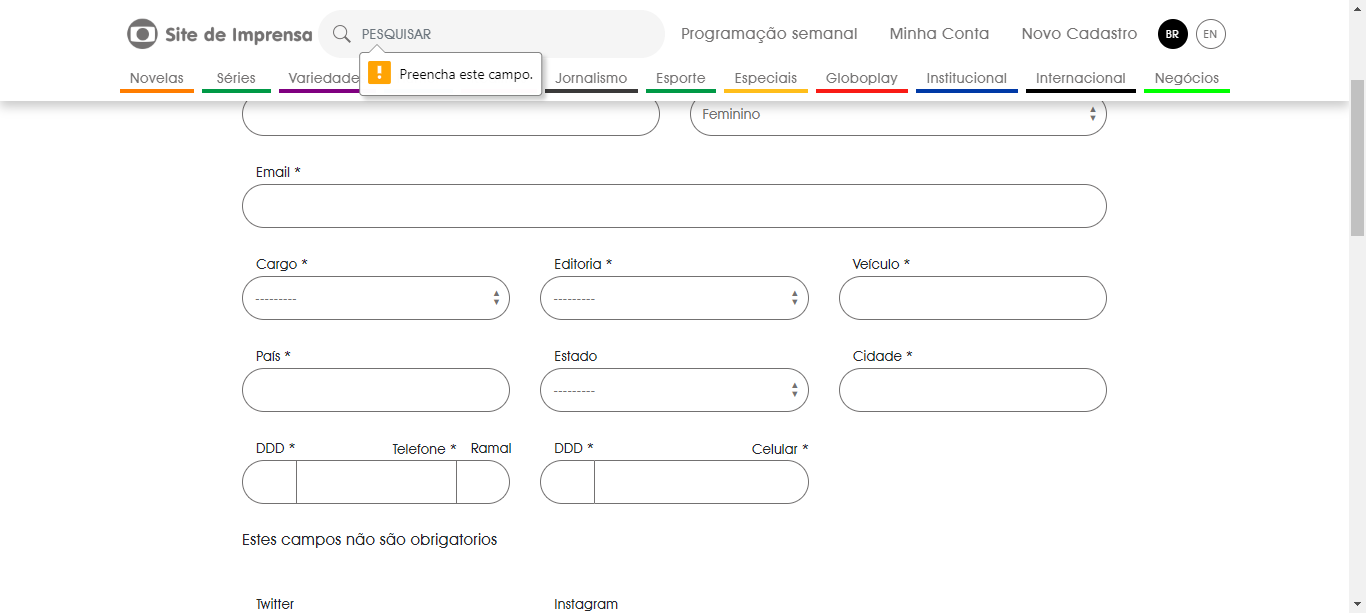 Site de Imprensa PESQUISAR Programação semanal Minha Conta Novo Cadastro BR EN
Preencha este campo.
Novelas Séries Variedade Jornalismo Esporte Especiais Globoplay Institucional Internacional Negócios
Feminino
Email *
Cargo * Editoria * Veículo *
--------- ---------
País * Estado Cidade *
---------
DDD * Telefone * Ramal DDD * Celular *
Estes campos não são obrigatorios
Twitter Instagram